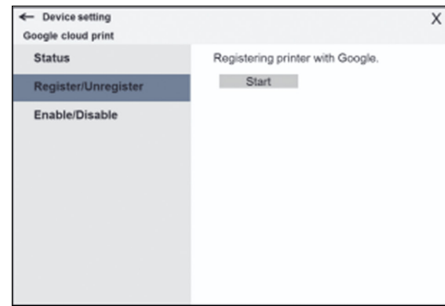 ← Device setting
X
Google cloud print
Status
Registering printer with Google.
Register/Unregister
Start
Enable/Disable